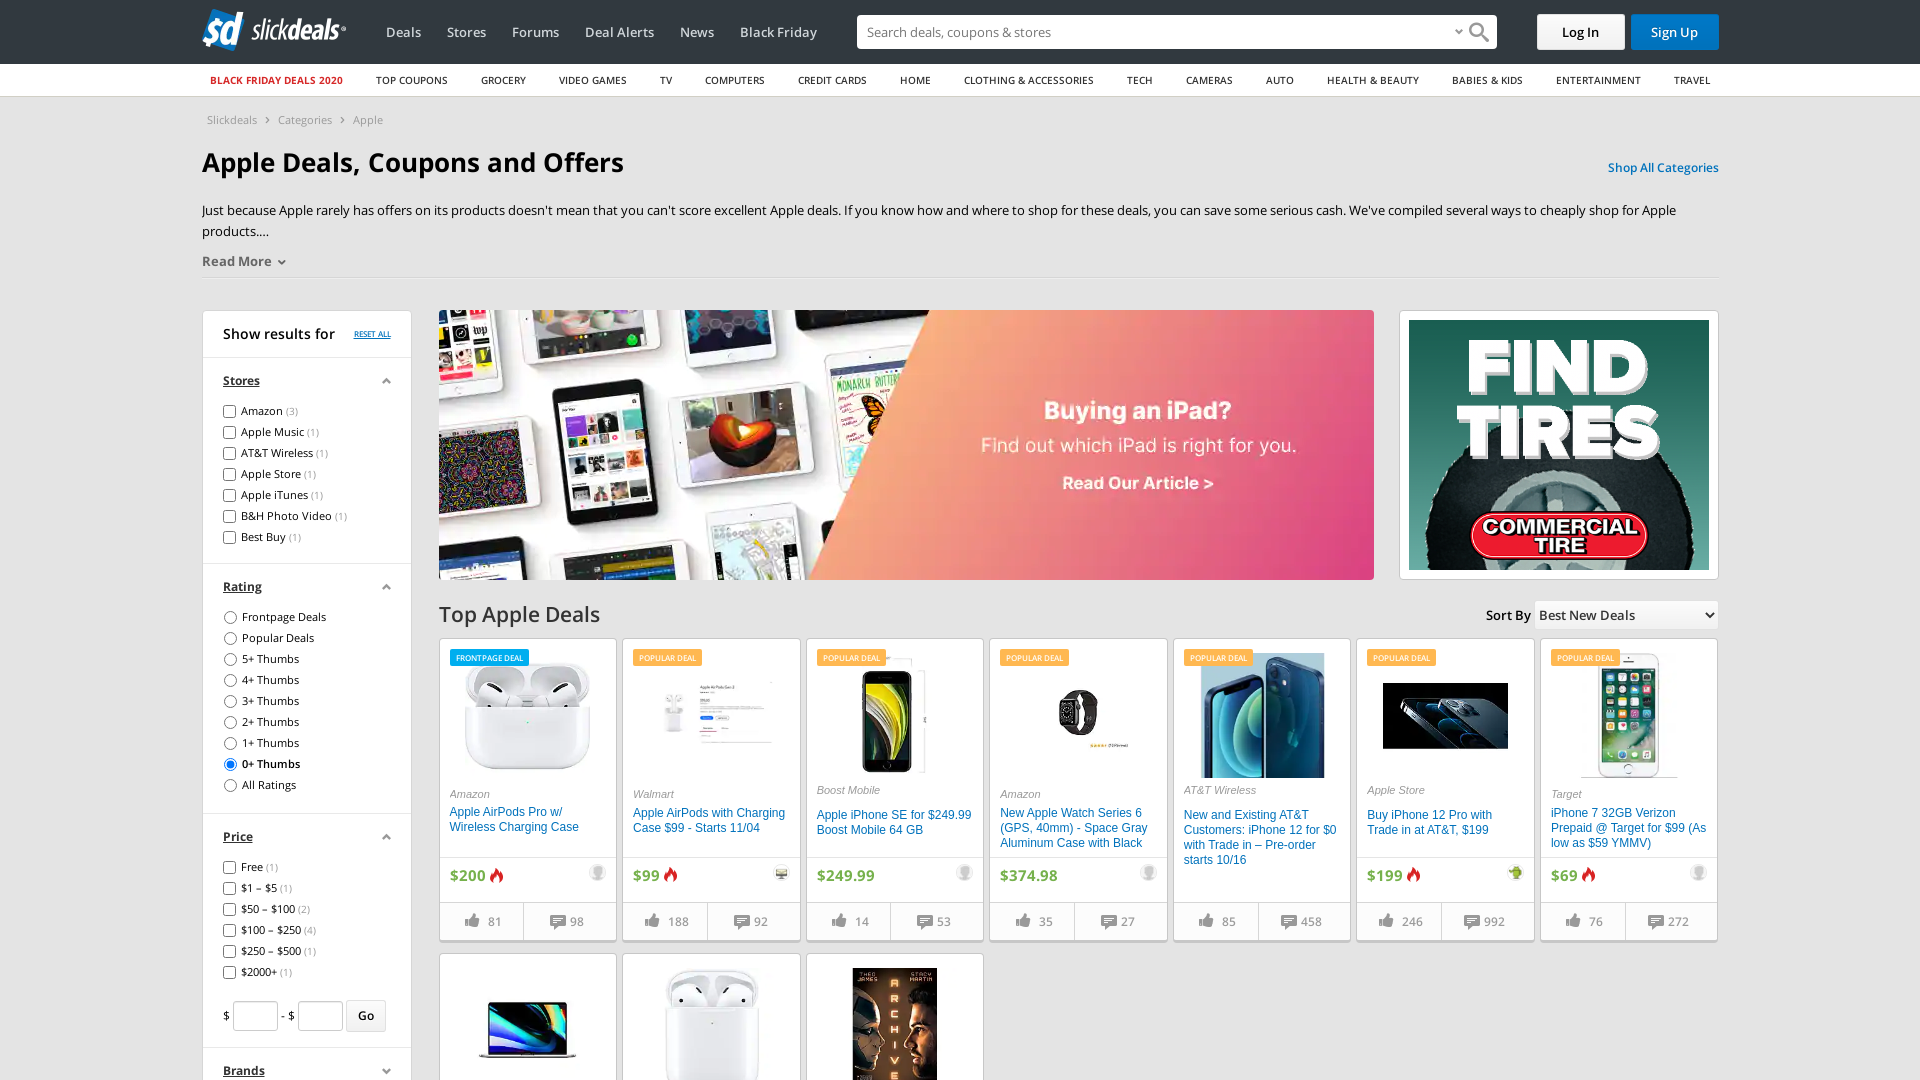 slickdeals
Deals
Stores
Forums
Deal Alerts
News
Black Friday
Search deals, coupons & stores
Log In
Sign Up
BLACK FRIDAY DEALS 2020
TOP COUPONS
GROCERY
VIDEO GAMES
TV
COMPUTERS
CREDIT CARDS
HOME
CLOTHING & ACCESSORIES
TECH
CAMERAS
AUTO
HEALTH & BEAUTY
BABIES & KIDS
ENTERTAINMENT
TRAVEL
Slickdeals > Categories > Apple
Apple Deals, Coupons and Offers
Shop All Categories
Just because Apple rarely has offers on its products doesn't mean that you can't score excellent Apple deals. If you know how and where to shop for these deals, you can save some serious cash. We've compiled several ways to cheaply shop for Apple
products.…
Read More
Show results for
RESET ALL
Stores
Amazon (3)
Apple Music (1)
AT&T Wireless (1)
Apple Store (1)
Apple iTunes (1)
B&H Photo Video (1)
Best Buy (1)
Rating
Frontpage Deals
Popular Deals
5+ Thumbs
4+ Thumbs
3+ Thumbs
2+ Thumbs
1+ Thumbs
0+ Thumbs
All Ratings
Price
Free (1)
$1 – $5 (1)
$50 – $100 (2)
$100 – $250 (4)
$250 – $500 (1)
$2000+ (1)
$ - $ Go
Brands
MONARCH BUTTER
Buying an iPad?
Find out which iPad is right for you.
Read Our Article >
FIND
TIRES
COMMERCIAL
TIRE
Top Apple Deals
Sort By Best New Deals
FRONTPAGE DEAL
Amazon
Apple AirPods Pro w/
Wireless Charging Case
$200
81
98
POPULAR DEAL
Walmart
Apple AirPods with Charging
Case $99 - Starts 11/04
$99
188
92
POPULAR DEAL
Boost Mobile
Apple iPhone SE for $249.99
Boost Mobile 64 GB
$249.99
14
53
POPULAR DEAL
Amazon
New Apple Watch Series 6
(GPS, 40mm) - Space Gray
Aluminum Case with Black
$374.98
35
27
POPULAR DEAL
AT&T Wireless
New and Existing AT&T
Customers: iPhone 12 for $0
with Trade in – Pre-order
starts 10/16
85
458
POPULAR DEAL
Apple Store
Buy iPhone 12 Pro with
Trade in at AT&T, $199
$199
246
992
POPULAR DEAL
Target
iPhone 7 32GB Verizon
Prepaid @ Target for $99 (As
low as $59 YMMV)
$69
76
272
THEO
JAMES
STACY
MARTIN
ARCHIVE